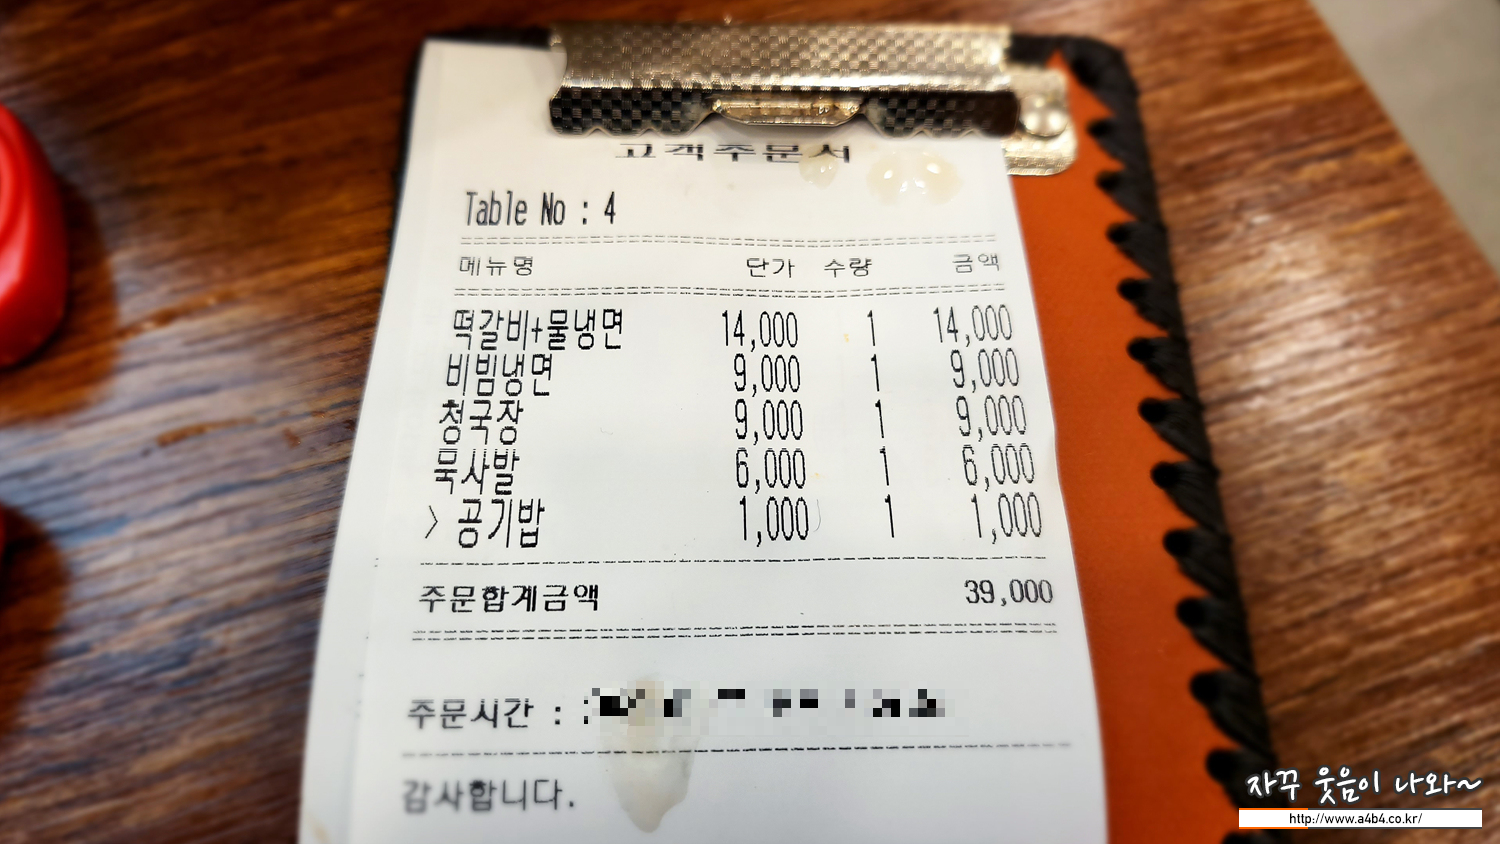 고객주문서
Table No : 4
메뉴명 단가 수량 금액
떡갈비+물냉면 14,000 1 14,000
비빔냉면 9,000 1 9,000
청국장 9,000 1 9,000
묵사발 6,000 1 6,000
> 공기밥 1,000 1 1,000
주문합계금액 39,000
주문시간 :
감사합니다.
자꾸 웃음이 나와~
http://www.a4b4.co.kr/